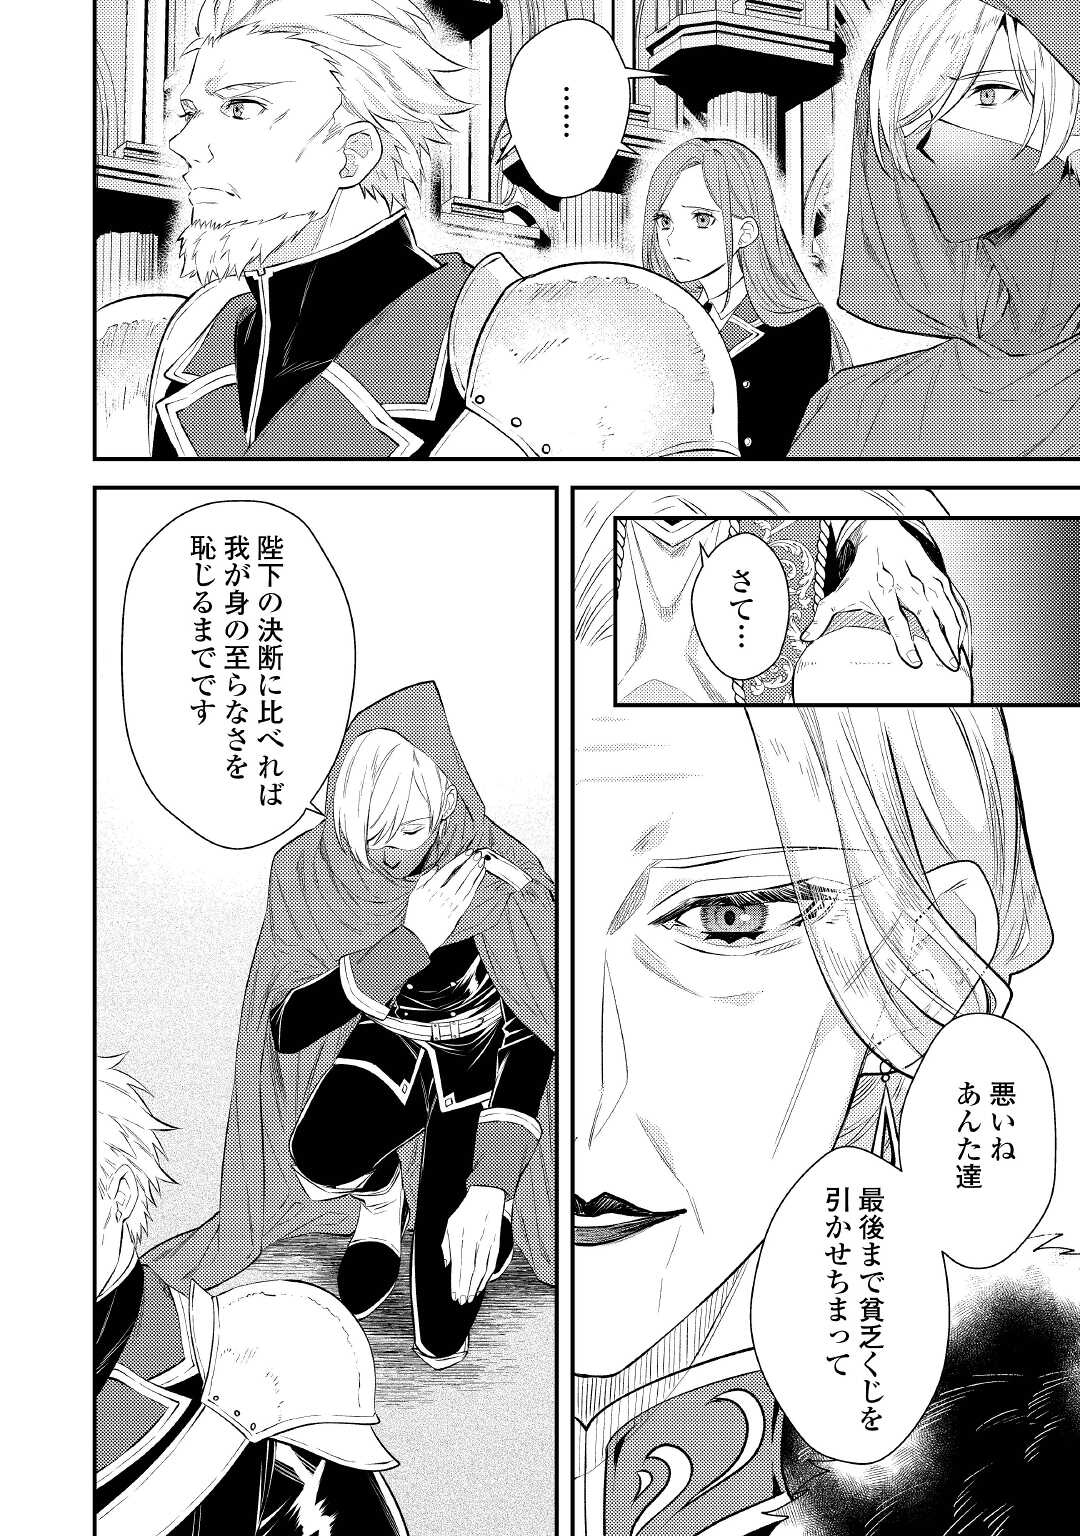 ……
さて…
悪いね
あんた達
最後まで貧乏くじを
引かせちまって
陛下の決断に比べれば
我が身の至らなさを
恥じるまでです